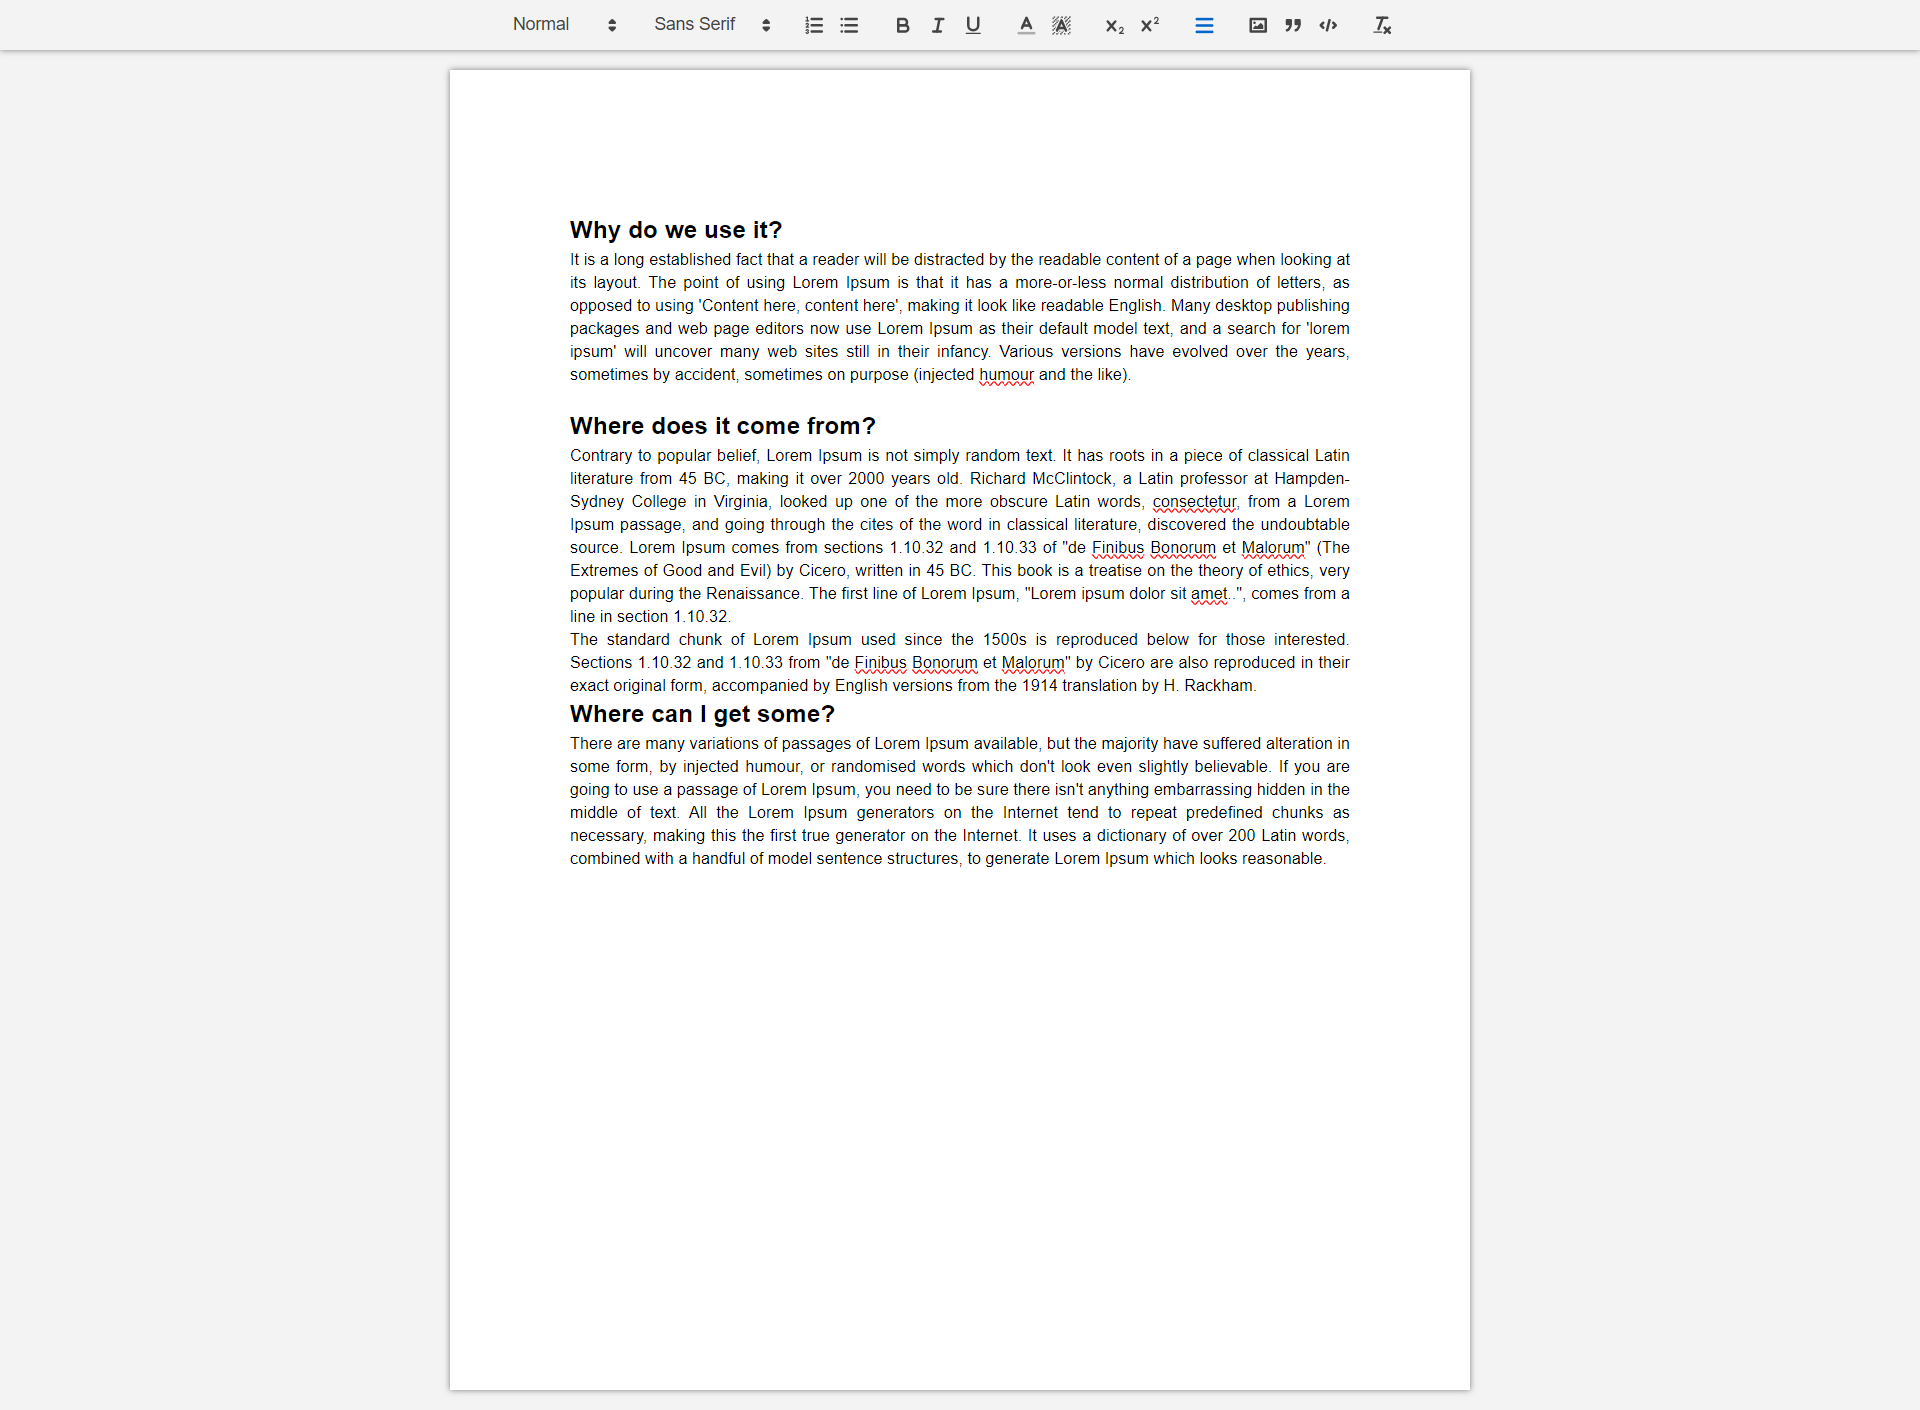 Normal Sans Serif
Why do we use it?
It is a long established fact that a reader will be distracted by the readable content of a page when looking at
its layout. The point of using Lorem Ipsum is that it has a more-or-less normal distribution of letters, as
opposed to using 'Content here, content here', making it look like readable English. Many desktop publishing
packages and web page editors now use Lorem Ipsum as their default model text, and a search for 'lorem
ipsum' will uncover many web sites still in their infancy. Various versions have evolved over the years,
sometimes by accident, sometimes on purpose (injected humour and the like).
Where does it come from?
Contrary to popular belief, Lorem Ipsum is not simply random text. It has roots in a piece of classical Latin
literature from 45 BC, making it over 2000 years old. Richard McClintock, a Latin professor at Hampden-
Sydney College in Virginia, looked up one of the more obscure Latin words, consectetur, from a Lorem
Ipsum passage, and going through the cites of the word in classical literature, discovered the undoubtable
source. Lorem Ipsum comes from sections 1.10.32 and 1.10.33 of "de Finibus Bonorum et Malorum" (The
Extremes of Good and Evil) by Cicero, written in 45 BC. This book is a treatise on the theory of ethics, very
popular during the Renaissance. The first line of Lorem Ipsum, "Lorem ipsum dolor sit amet..", comes from a
line in section 1.10.32.
The standard chunk of Lorem Ipsum used since the 1500s is reproduced below for those interested.
Sections 1.10.32 and 1.10.33 from "de Finibus Bonorum et Malorum" by Cicero are also reproduced in their
exact original form, accompanied by English versions from the 1914 translation by H. Rackham.
Where can I get some?
There are many variations of passages of Lorem Ipsum available, but the majority have suffered alteration in
some form, by injected humour, or randomised words which don't look even slightly believable. If you are
going to use a passage of Lorem Ipsum, you need to be sure there isn't anything embarrassing hidden in the
middle of text. All the Lorem Ipsum generators on the Internet tend to repeat predefined chunks as
necessary, making this the first true generator on the Internet. It uses a dictionary of over 200 Latin words,
combined with a handful of model sentence structures, to generate Lorem Ipsum which looks reasonable.